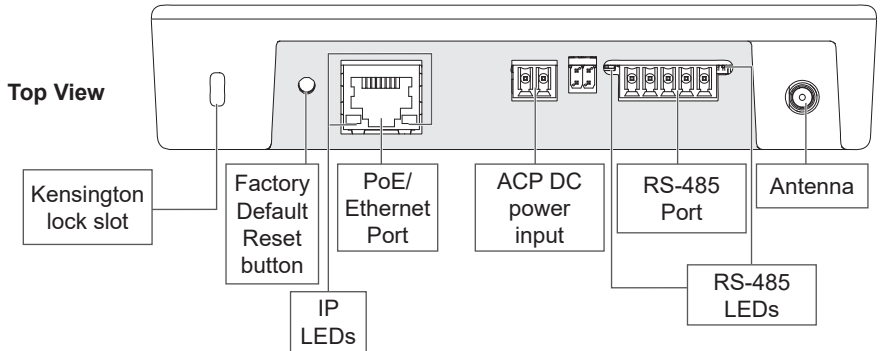 Top View
Kensington
lock slot
Factory
Default
Reset
button
PoE/
Ethernet
Port
ACP DC
power
input
RS-485
Port
Antenna
IP
LEDs
RS-485
LEDs